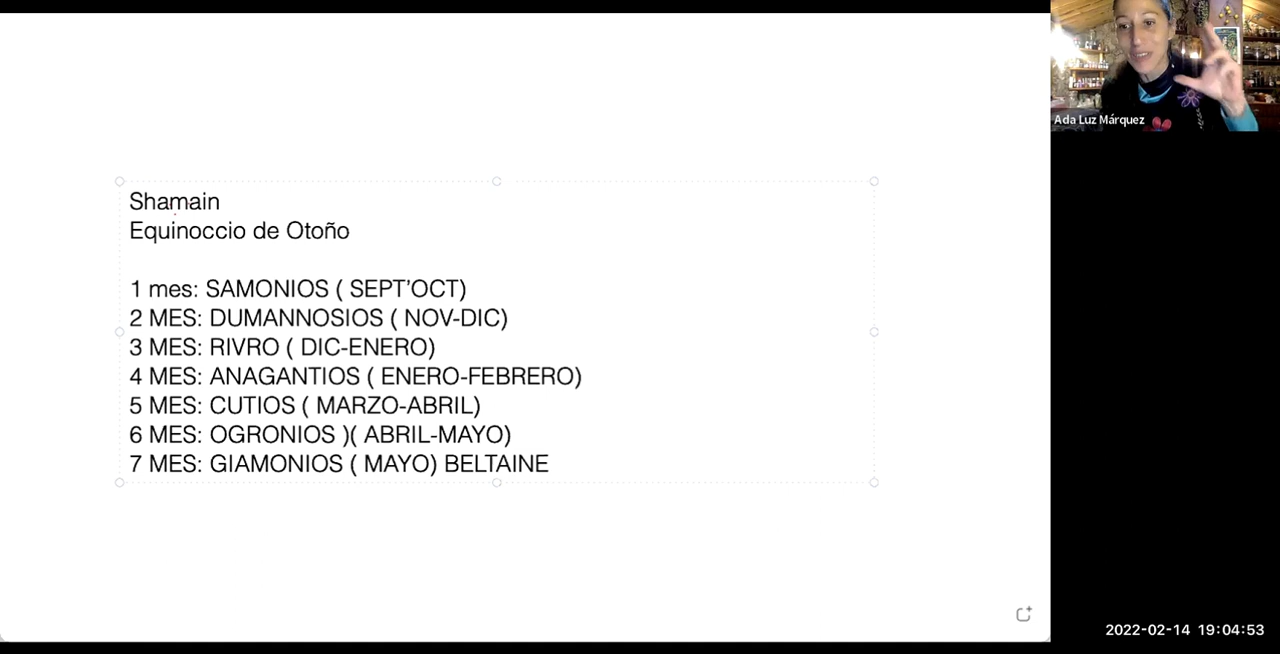 Shamain
Equinoccio de Otoño
1 mes: SAMONIOS ( SEPT'OCT)
2 MES: DUMANNOSIOS ( NOV-DIC)
3 MES: RIVRO ( DIC-ENERO)
4 MES: ANAGANTIOS ( ENERO-FEBRERO)
5 MES: CUTIOS ( MARZO-ABRIL)
6 MES: OGRONIOS )( ABRIL-MAYO)
7 MES: GIAMONIOS ( MAYO) BELTAINE
Ada Luz Márquez
2022-02-14 19:04:53